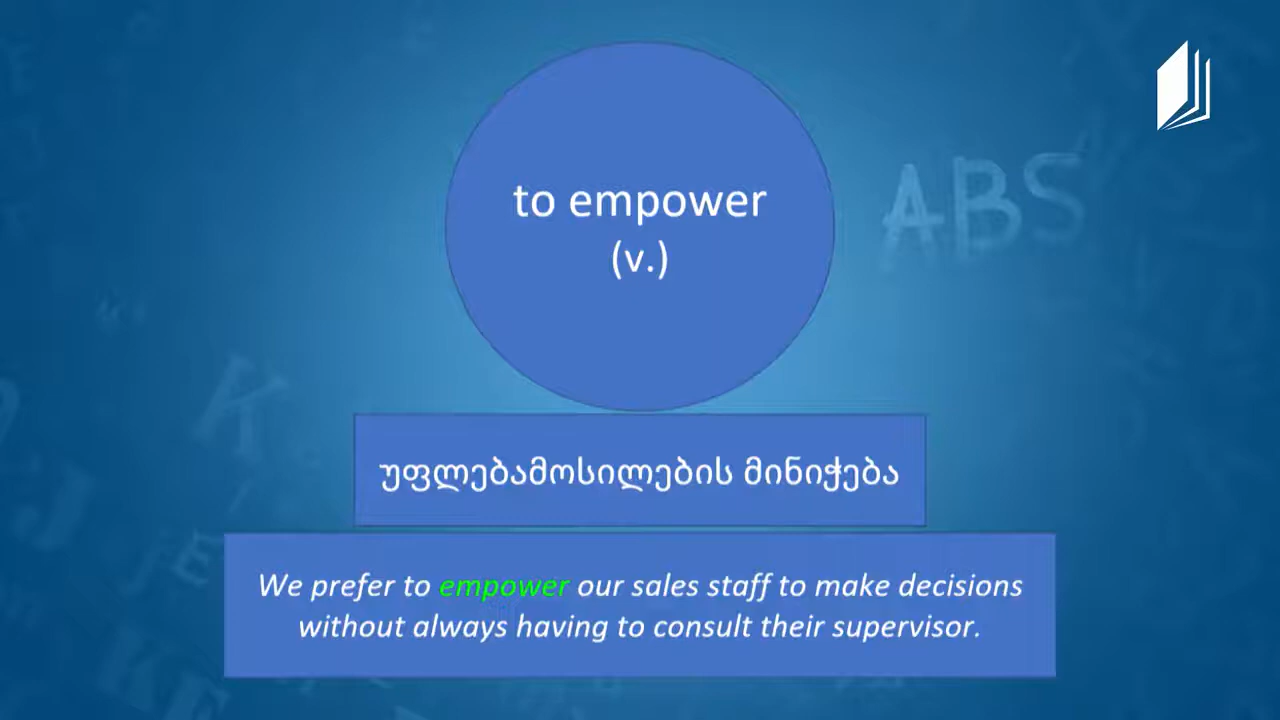 to empower
(v.)
ABS
უფლებამოსილების მინიჭება
We prefer to empower our sales staff to make decisions
without always having to consult their supervisor.